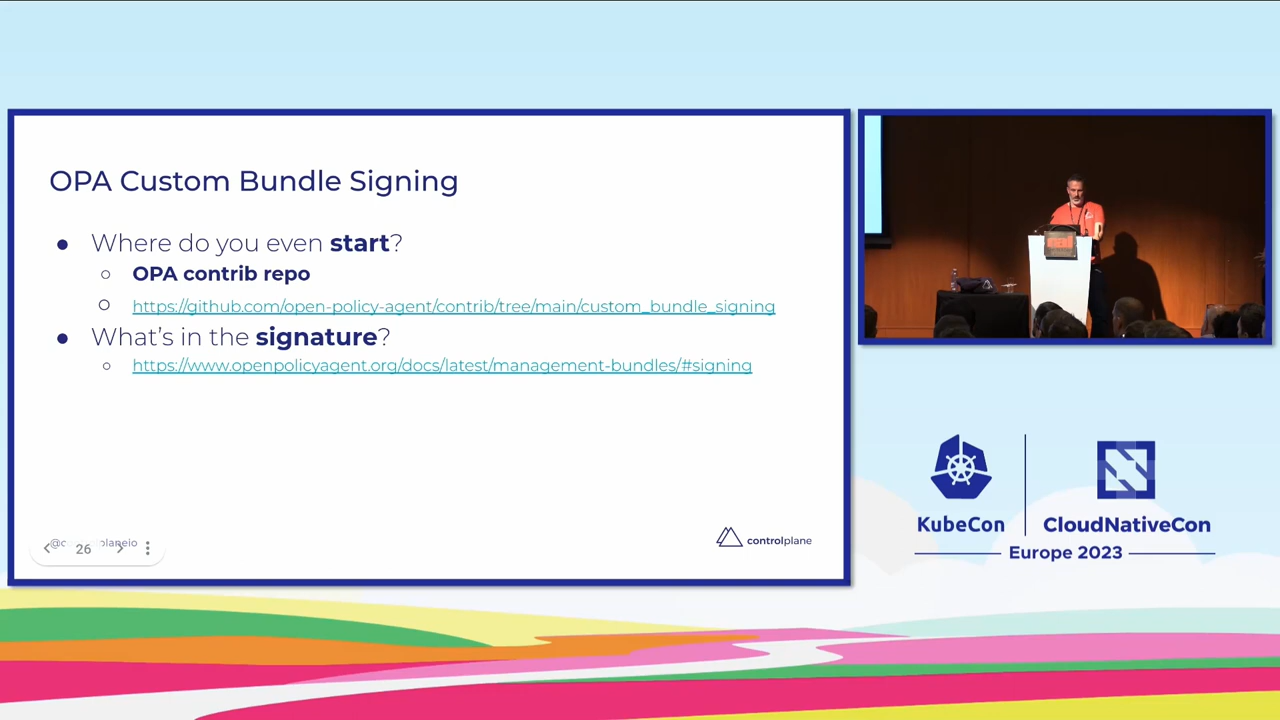 OPA Custom Bundle Signing
● Where do you even start?
○ OPA contrib repo
○ https://github.com/open-policy-agent/contrib/tree/main/custom_bundle_signing
● What's in the signature?
○ https://www.openpolicyagent.org/docs/latest/management-bundles/#signing
26
controlplane
KubeCon
CloudNativeCon
Europe 2023